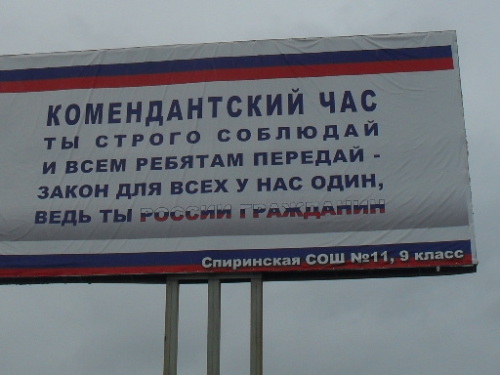 КОМЕНДАНТСКИЙ ЧАС
ТЫ СТРОГО СОБЛЮДАЙ
И ВСЕМ РЕБЯТАМ ПЕРЕДАЙ -
ЗАКОН ДЛЯ ВСЕХ У НАС ОДИН,
ВЕДЬ ТЫ РОССИИ ГРАЖДАНИН
Спиринская СОШ №11, 9 класс